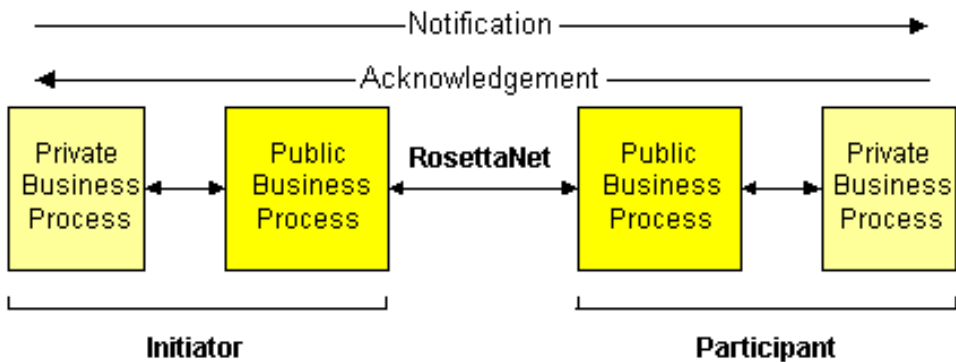 Notification
Acknowledgement
Private
Business
Process
Public
Business
Process
RosettaNet
Public
Business
Process
Private
Business
Process
Initiator
Participant